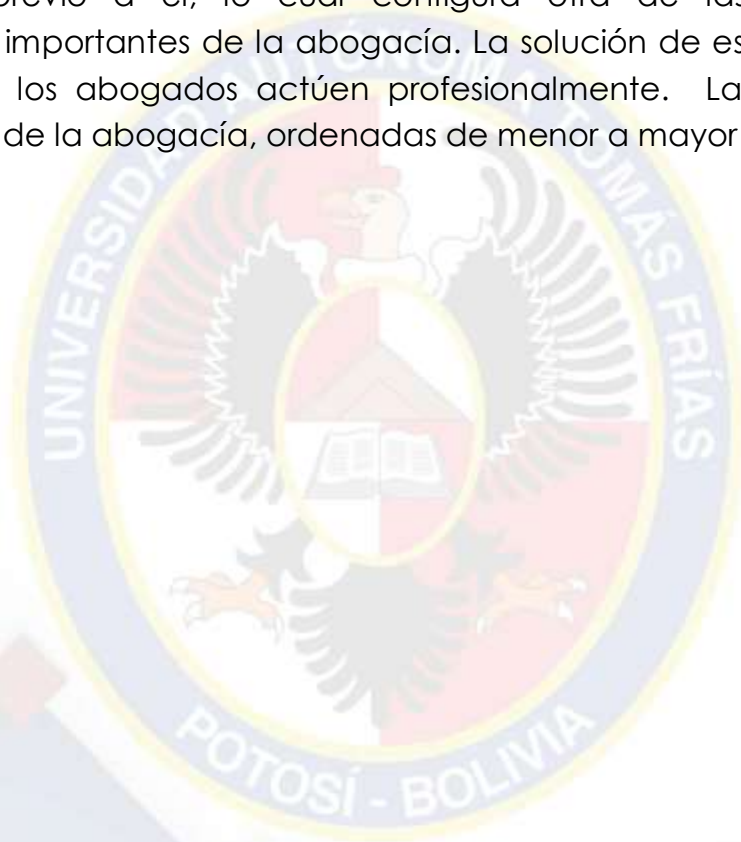 previo a él, lo cual configura otra de las
importantes de la abogacía. La solución de es
los abogados actúen profesionalmente. La
de la abogacía, ordenadas de menor a mayor
UNIVERSIDAD AUTÓNOMA TOMÁS FRÍAS
POTOSÍ - BOLIVIA